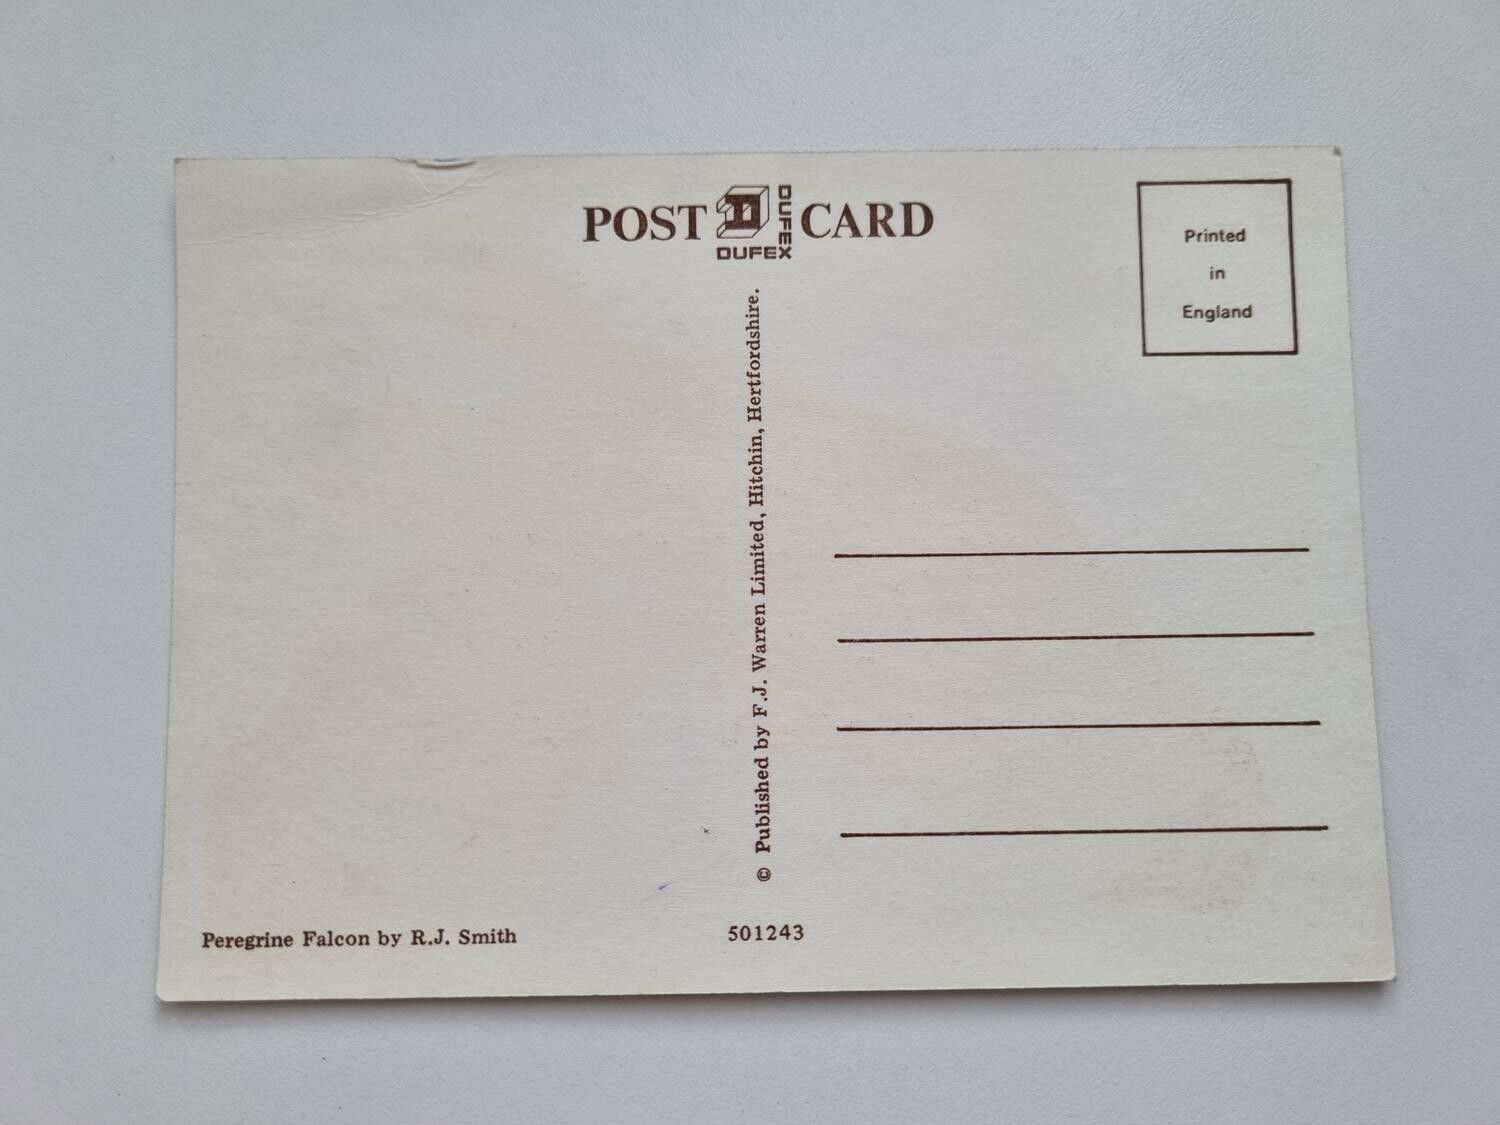 POST CARD
DUFEX
DUFEX
Printed
in
England
© Published by F.J. Warren Limited, Hitchin, Hertfordshire.
Peregrine Falcon by R.J. Smith
501243